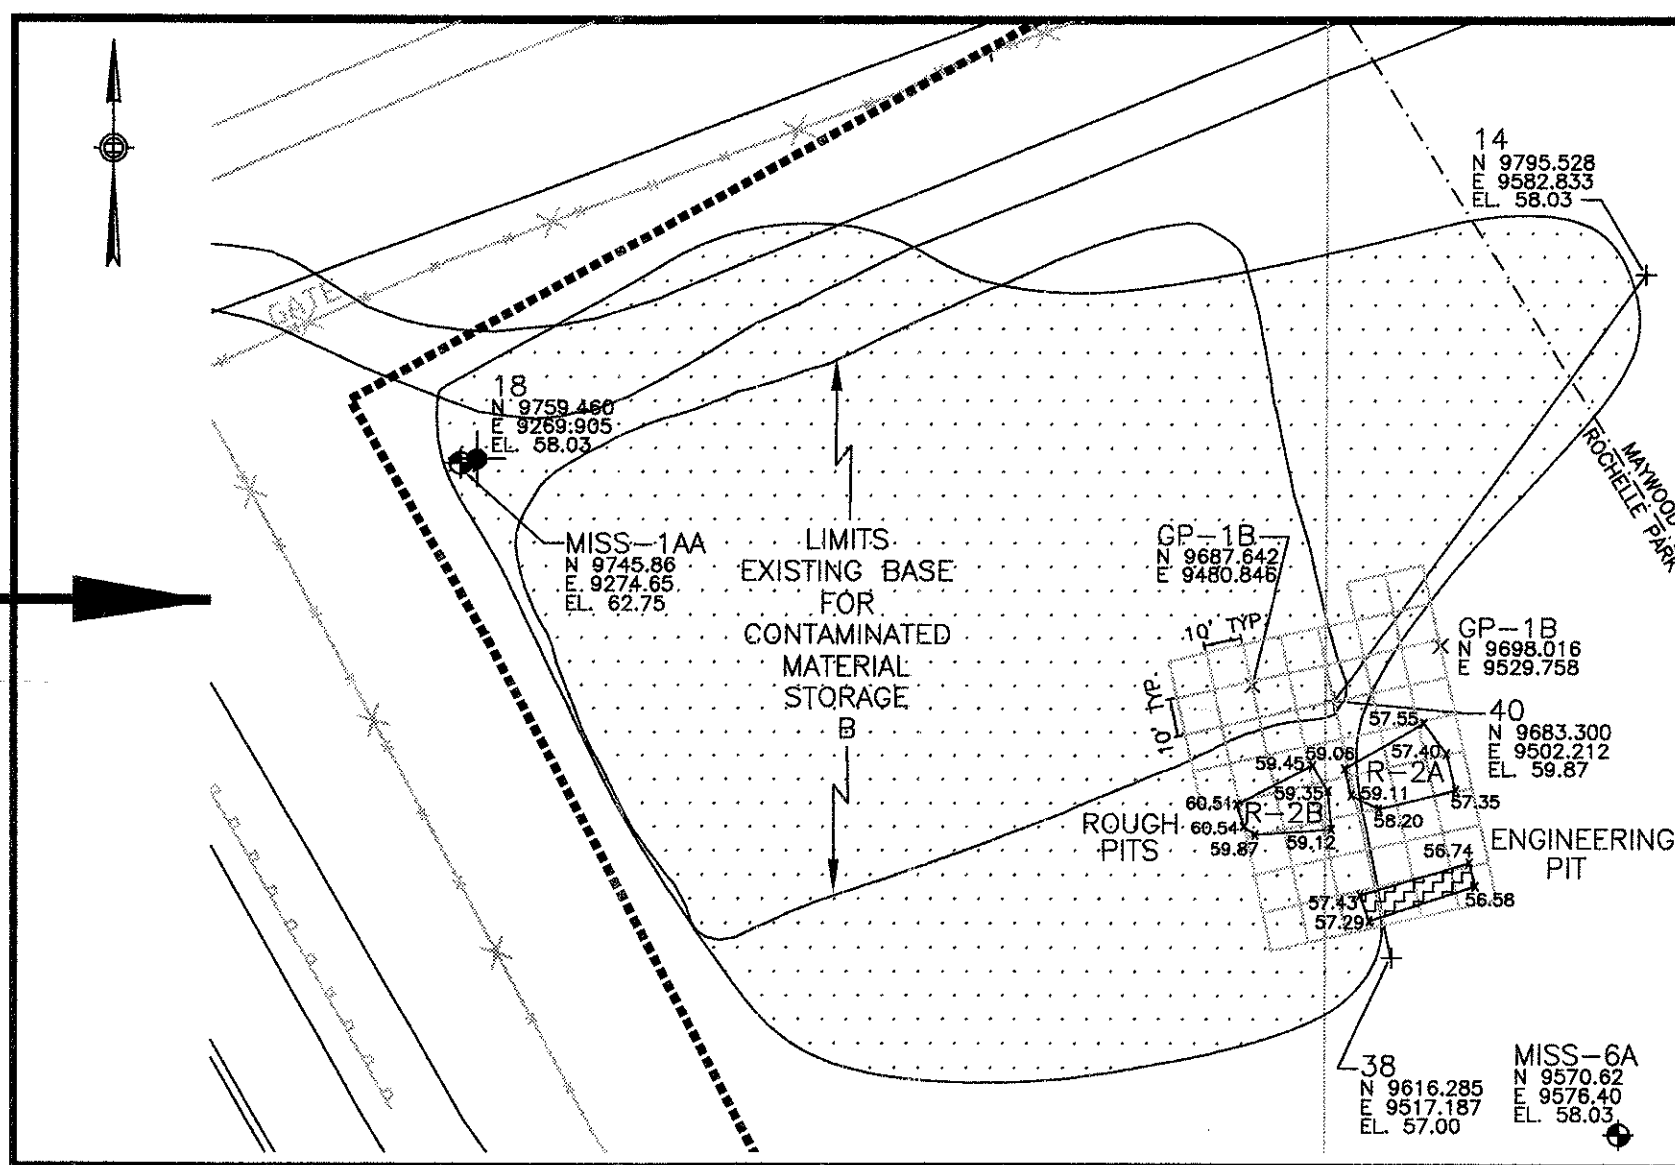 14
N 9795.528
E 9582.833
EL. 58.03
GATE
18
N 9759.460
E 9269.905
EL. 58.03
MAYWOOD
ROCHELLE PARK
MISS-1AA
N 9745.86
E 9274.65
EL. 62.75
LIMITS
EXISTING BASE
FOR
CONTAMINATED
MATERIAL
STORAGE
B
GP-1B
N 9687.642
E 9480.846
10' TYP.
10' TYP.
GP-1B
N 9698.016
E 9529.758
40
N 9683.300
E 9502.212
EL. 59.87
57.55
59.06
57.40
59.45
R-2A
59.35
59.11
57.35
60.51
R-2B
58.20
60.54
59.87
59.12
ROUGH
PITS
56.74
ENGINEERING
PIT
57.43
56.58
57.29
38
N 9616.285
E 9517.187
EL. 57.00
MISS-6A
N 9570.62
E 9576.40
EL. 58.03